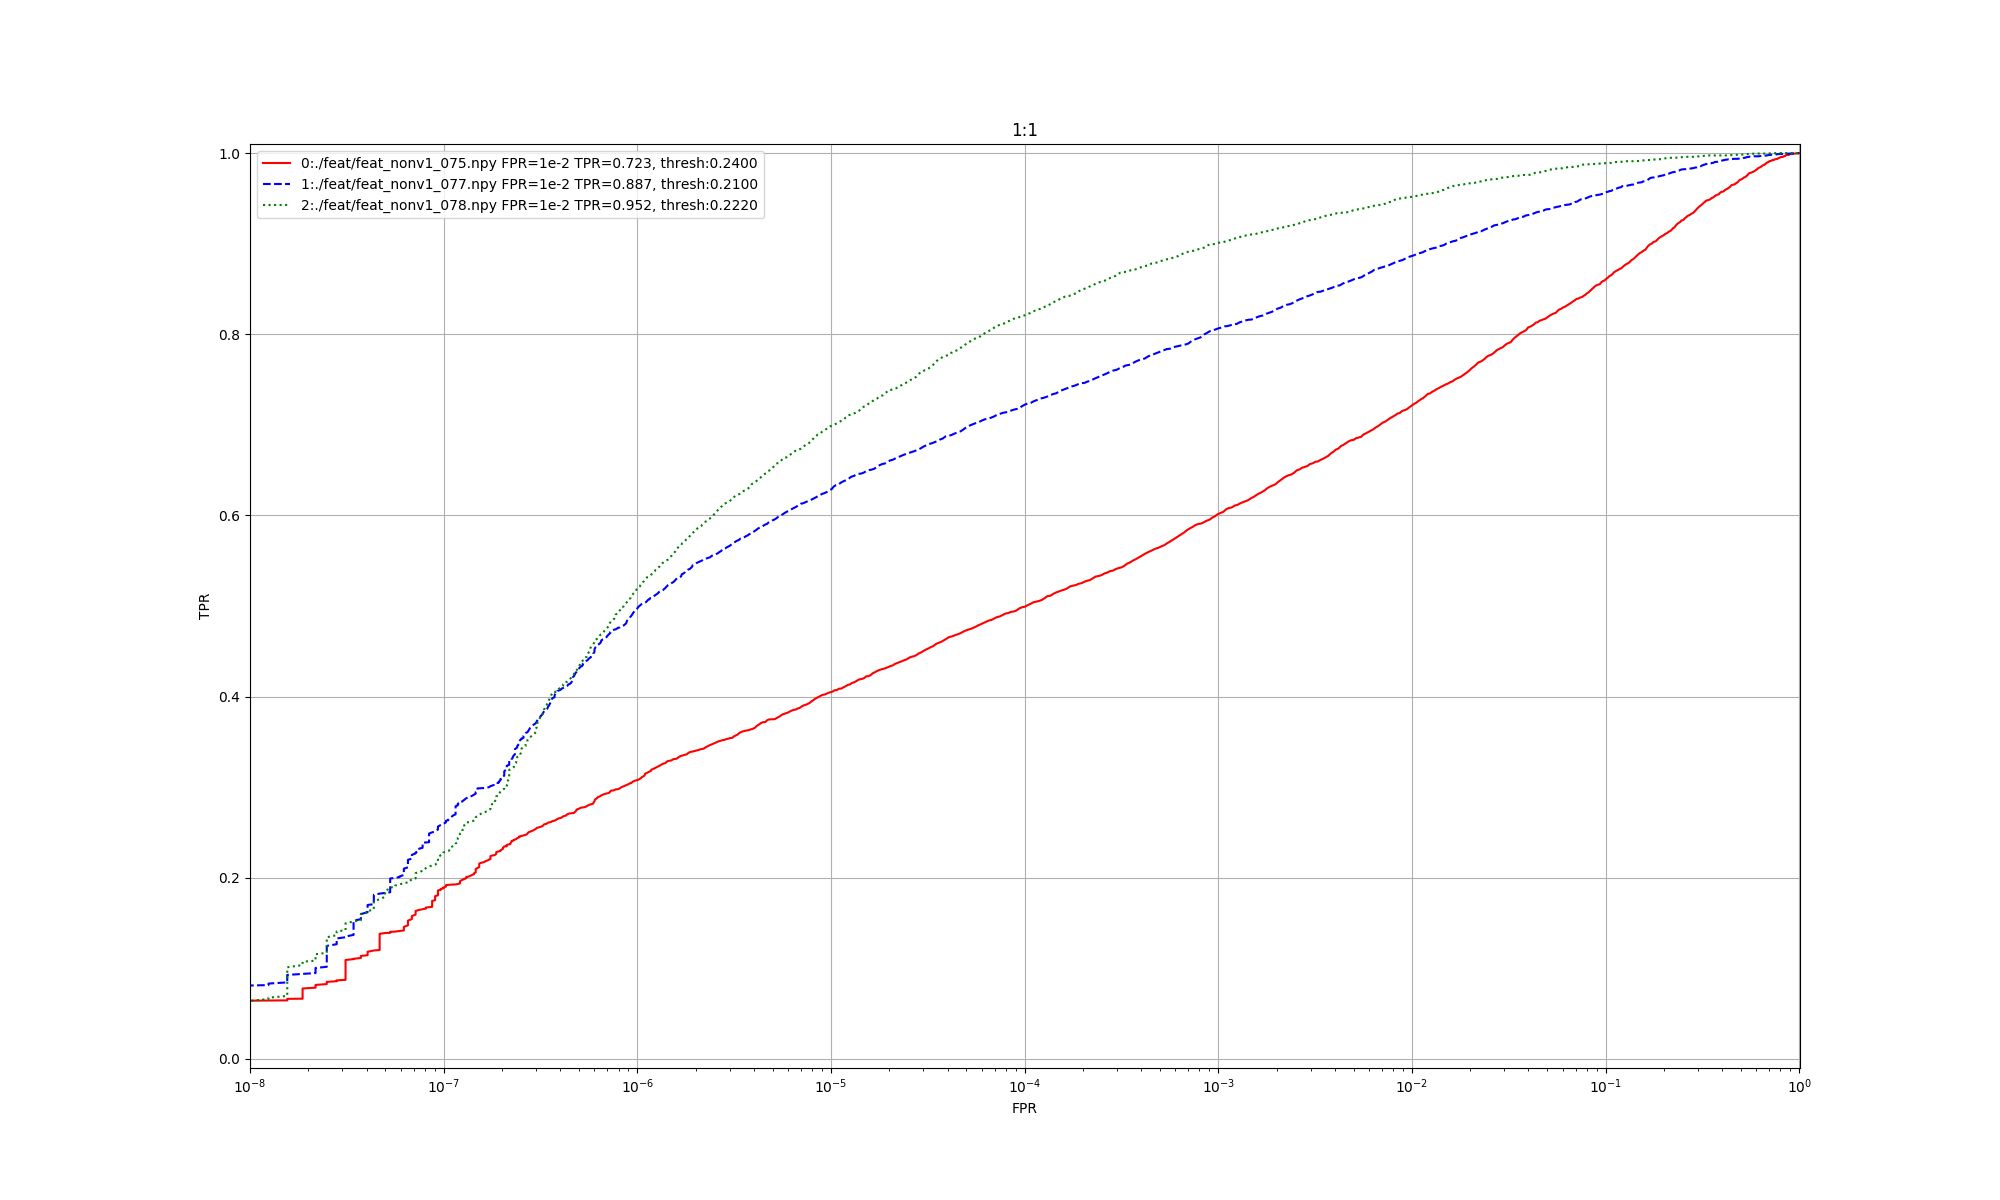 1:1
0:./feat/feat_nonv1_075.npy FPR=1e-2 TPR=0.723, thresh:0.2400
1:./feat/feat_nonv1_077.npy FPR=1e-2 TPR=0.887, thresh:0.2100
2:./feat/feat_nonv1_078.npy FPR=1e-2 TPR=0.952, thresh:0.2220
1.0
0.8
0.6
TPR
0.4
0.2
0.0
10⁻⁸ 10⁻⁷ 10⁻⁶ 10⁻⁵ 10⁻⁴ 10⁻³ 10⁻² 10⁻¹ 10⁰
FPR